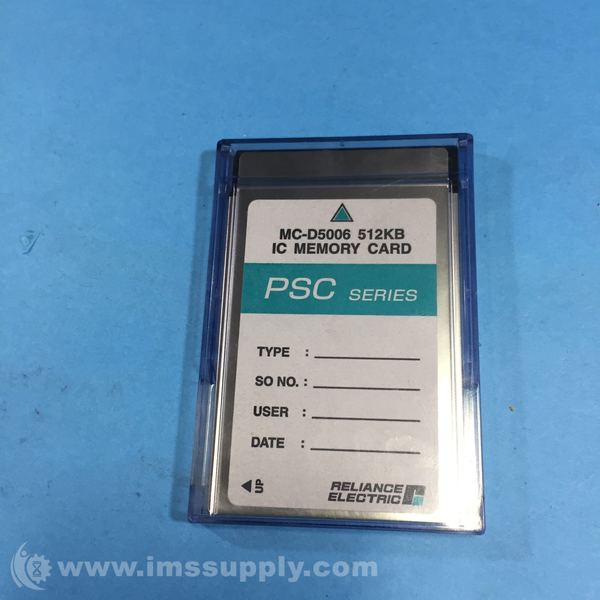 MC-D5006 512KB
IC MEMORY CARD
PSC SERIES
TYPE :
SO NO. :
USER :
DATE :
UP
RELIANCE
ELECTRIC
www.imssupply.com